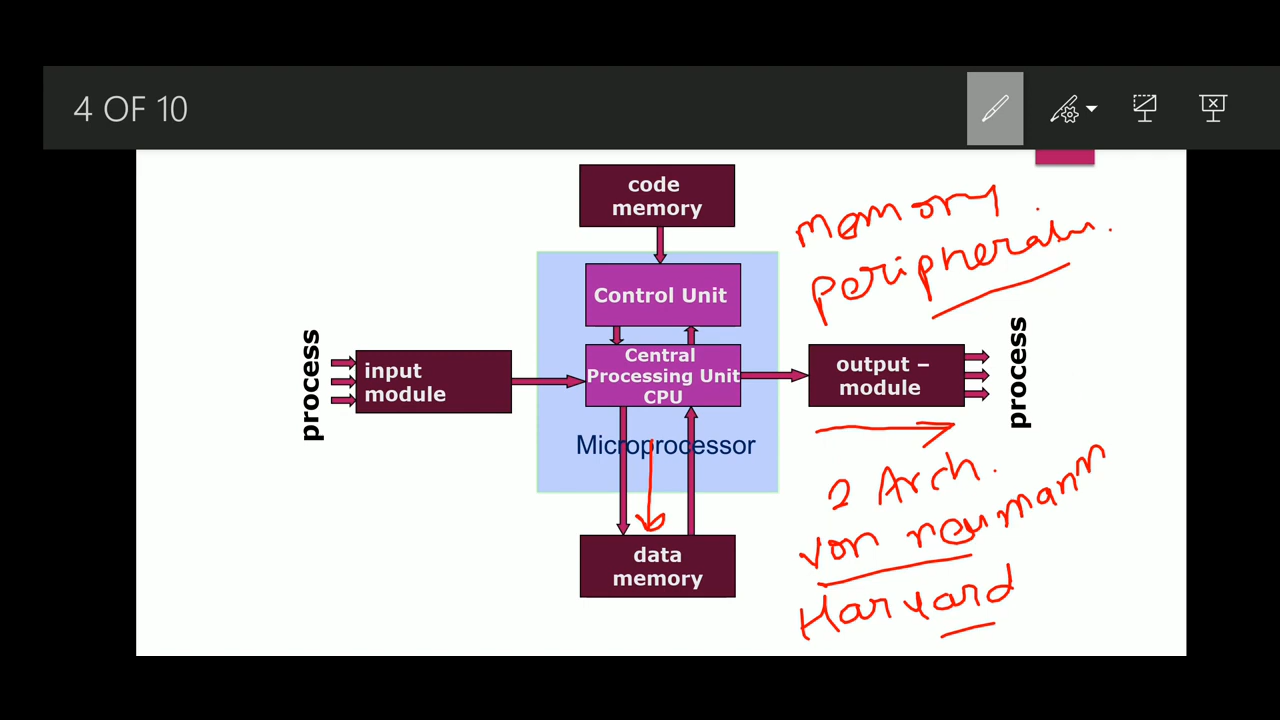 4 OF 10
code
memory
Control Unit
Central
Processing Unit
CPU
Microprocessor
process
input
module
output –
module
process
data
memory
memory
peripherals.
2 Arch.
von neumann
Harvard